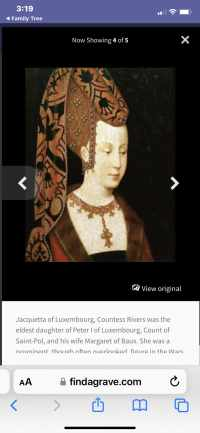 3:19
◀ Family Tree
Now Showing 4 of 5
View original
Jacquetta of Luxembourg, Countess Rivers was the
eldest daughter of Peter I of Luxembourg, Count of
Saint-Pol, and his wife Margaret of Baux. She was a
prominent, though often overlooked, figure in the Wars
AA
findagrave.com